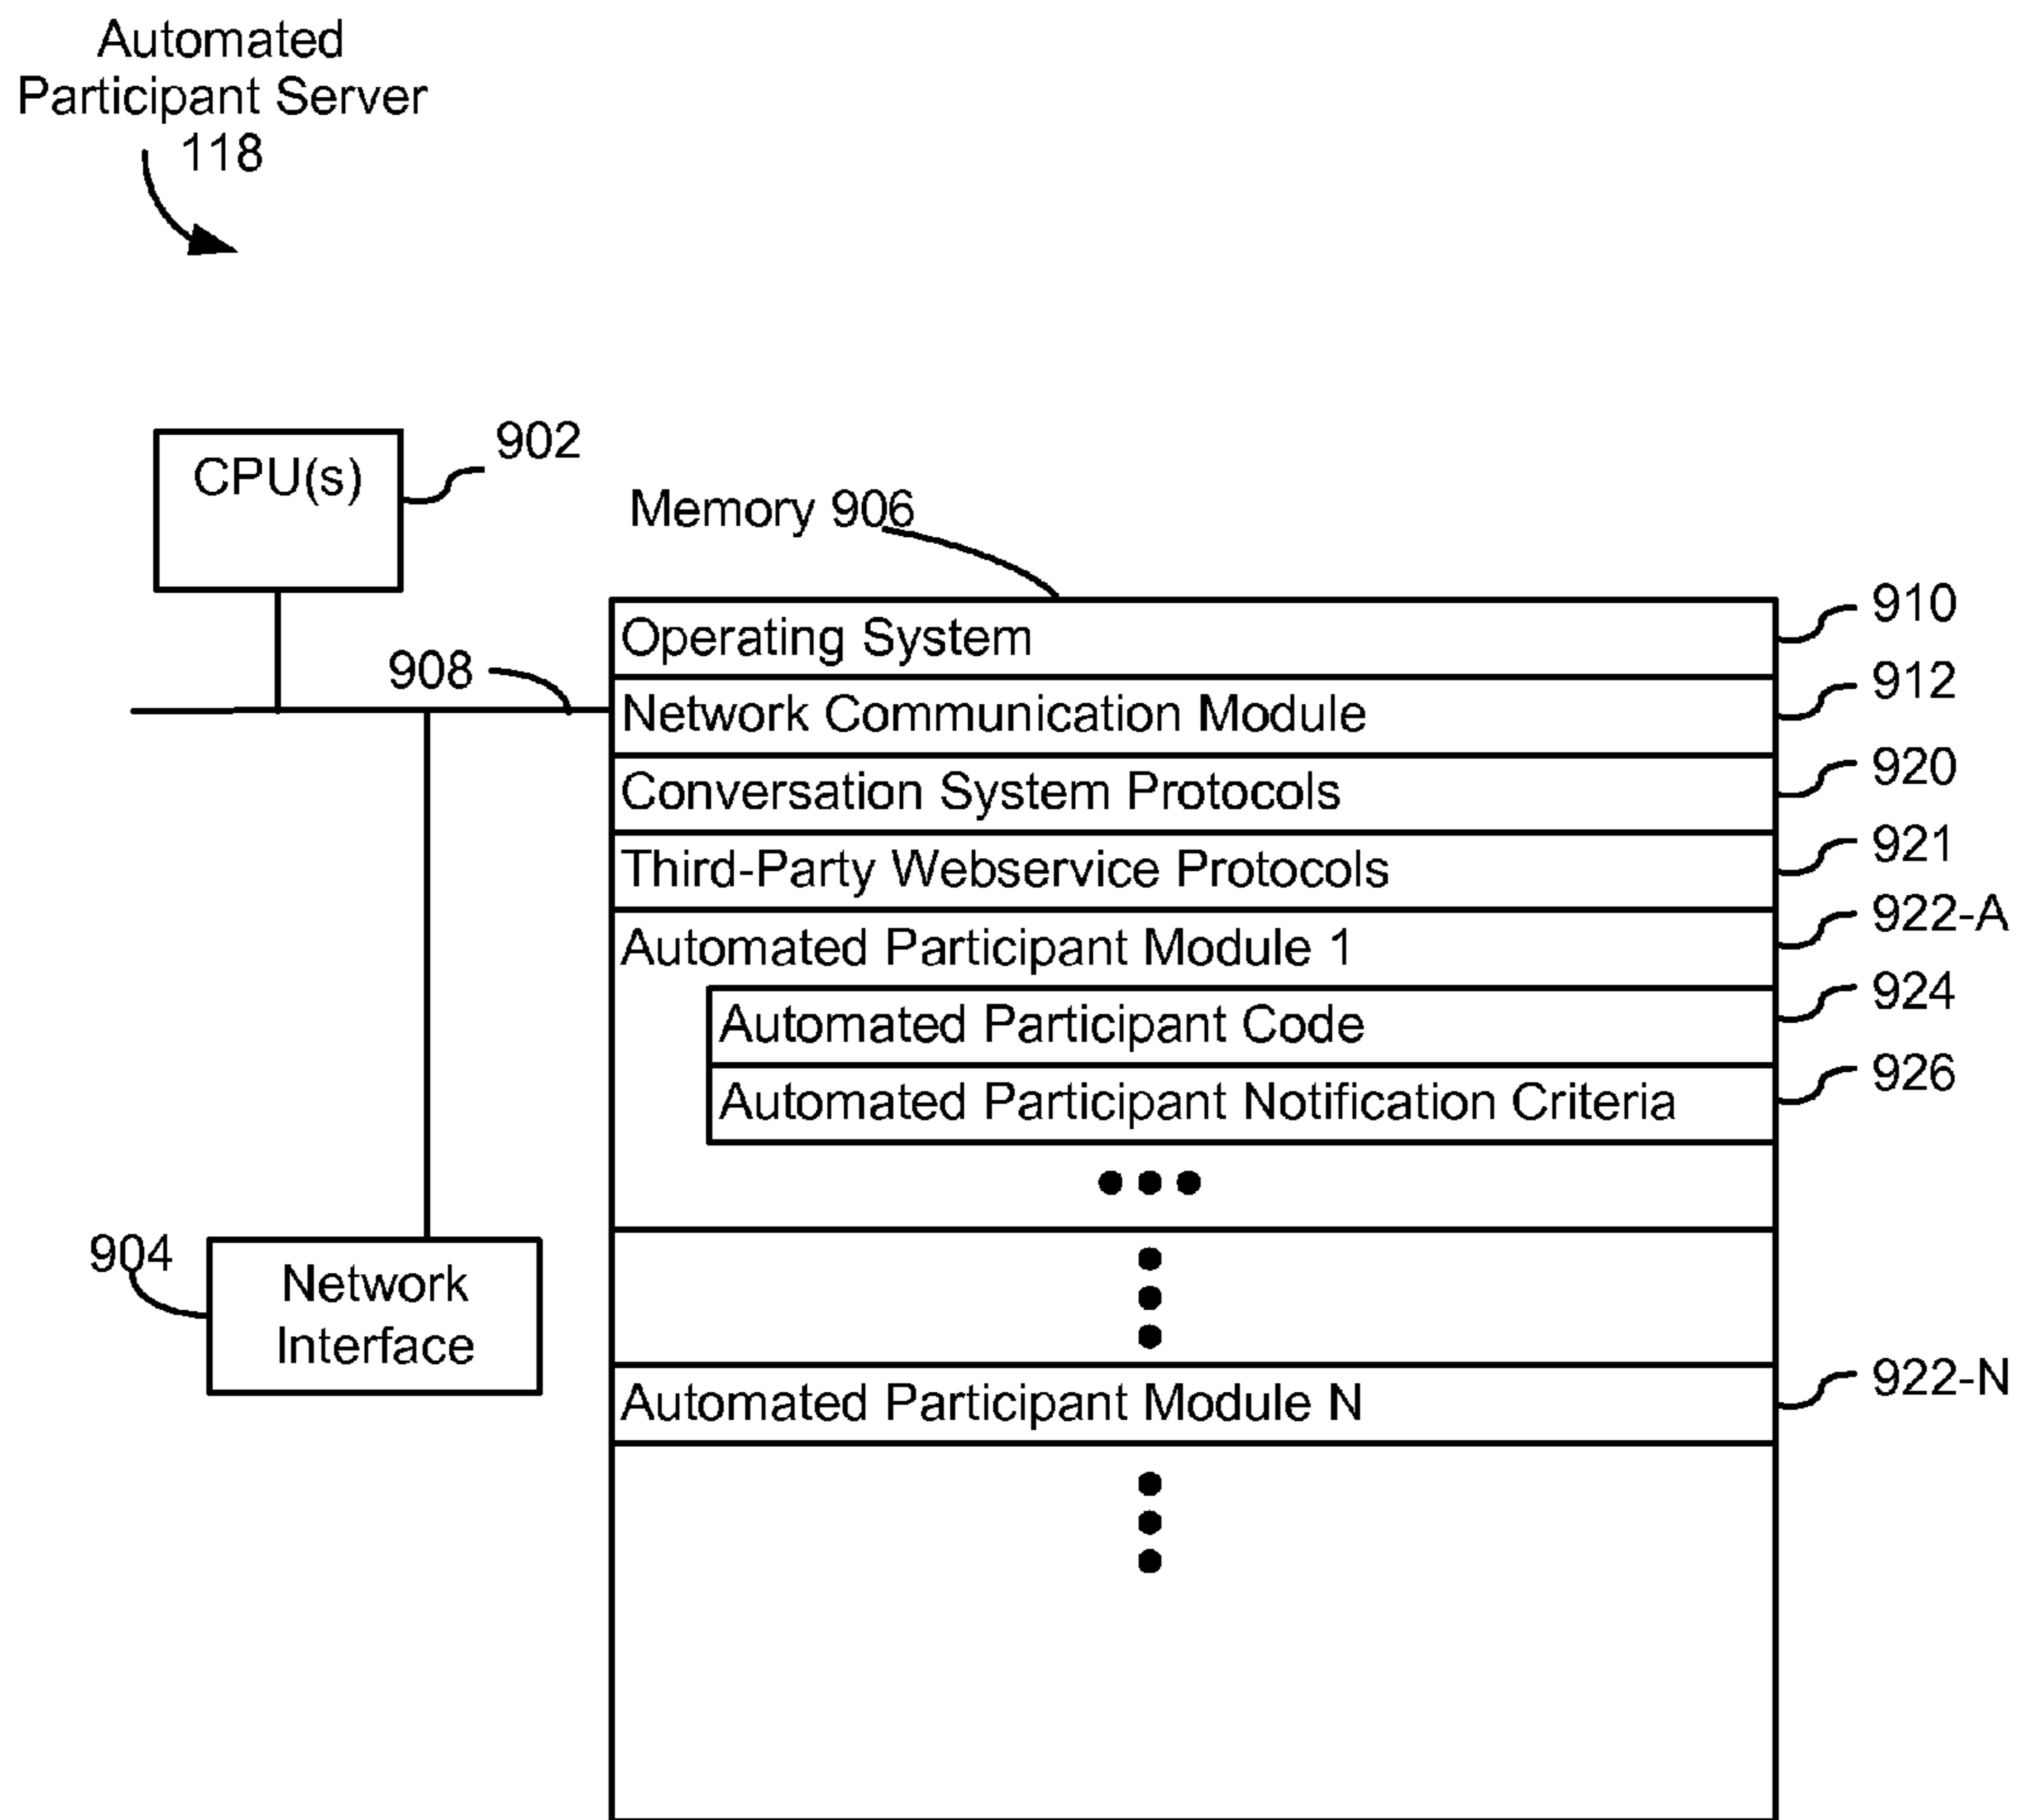 Automated
Participant Server
118
CPU(s)
902
Memory 906
Operating System
910
908
Network Communication Module
912
Conversation System Protocols
920
Third-Party Webservice Protocols
921
Automated Participant Module 1
922-A
Automated Participant Code
924
Automated Participant Notification Criteria
926
904
Network
Interface
Automated Participant Module N
922-N